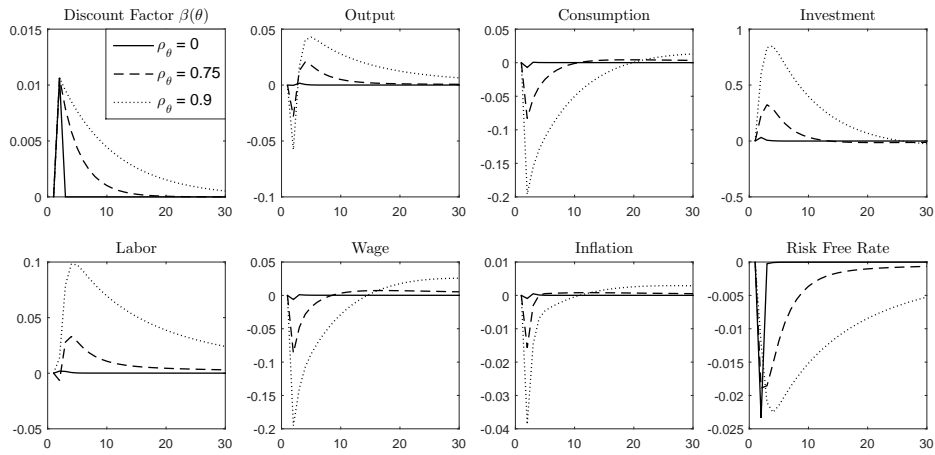 Discount Factor β(θ)
0.015
0.01
0.005
0
0 10 20 30
ρθ = 0
ρθ = 0.75
ρθ = 0.9
Output
0.05
0
-0.05
-0.1
0 10 20 30
Consumption
0.05
0
-0.05
-0.1
-0.15
-0.2
0 10 20 30
Investment
1
0.5
0
-0.5
0 10 20 30
Labor
0.1
0.05
0
-0.05
0 10 20 30
Wage
0.05
0
-0.05
-0.1
-0.15
-0.2
0 10 20 30
Inflation
0.01
0
-0.01
-0.02
-0.03
-0.04
0 10 20 30
Risk Free Rate
0
-0.005
-0.01
-0.015
-0.02
-0.025
0 10 20 30